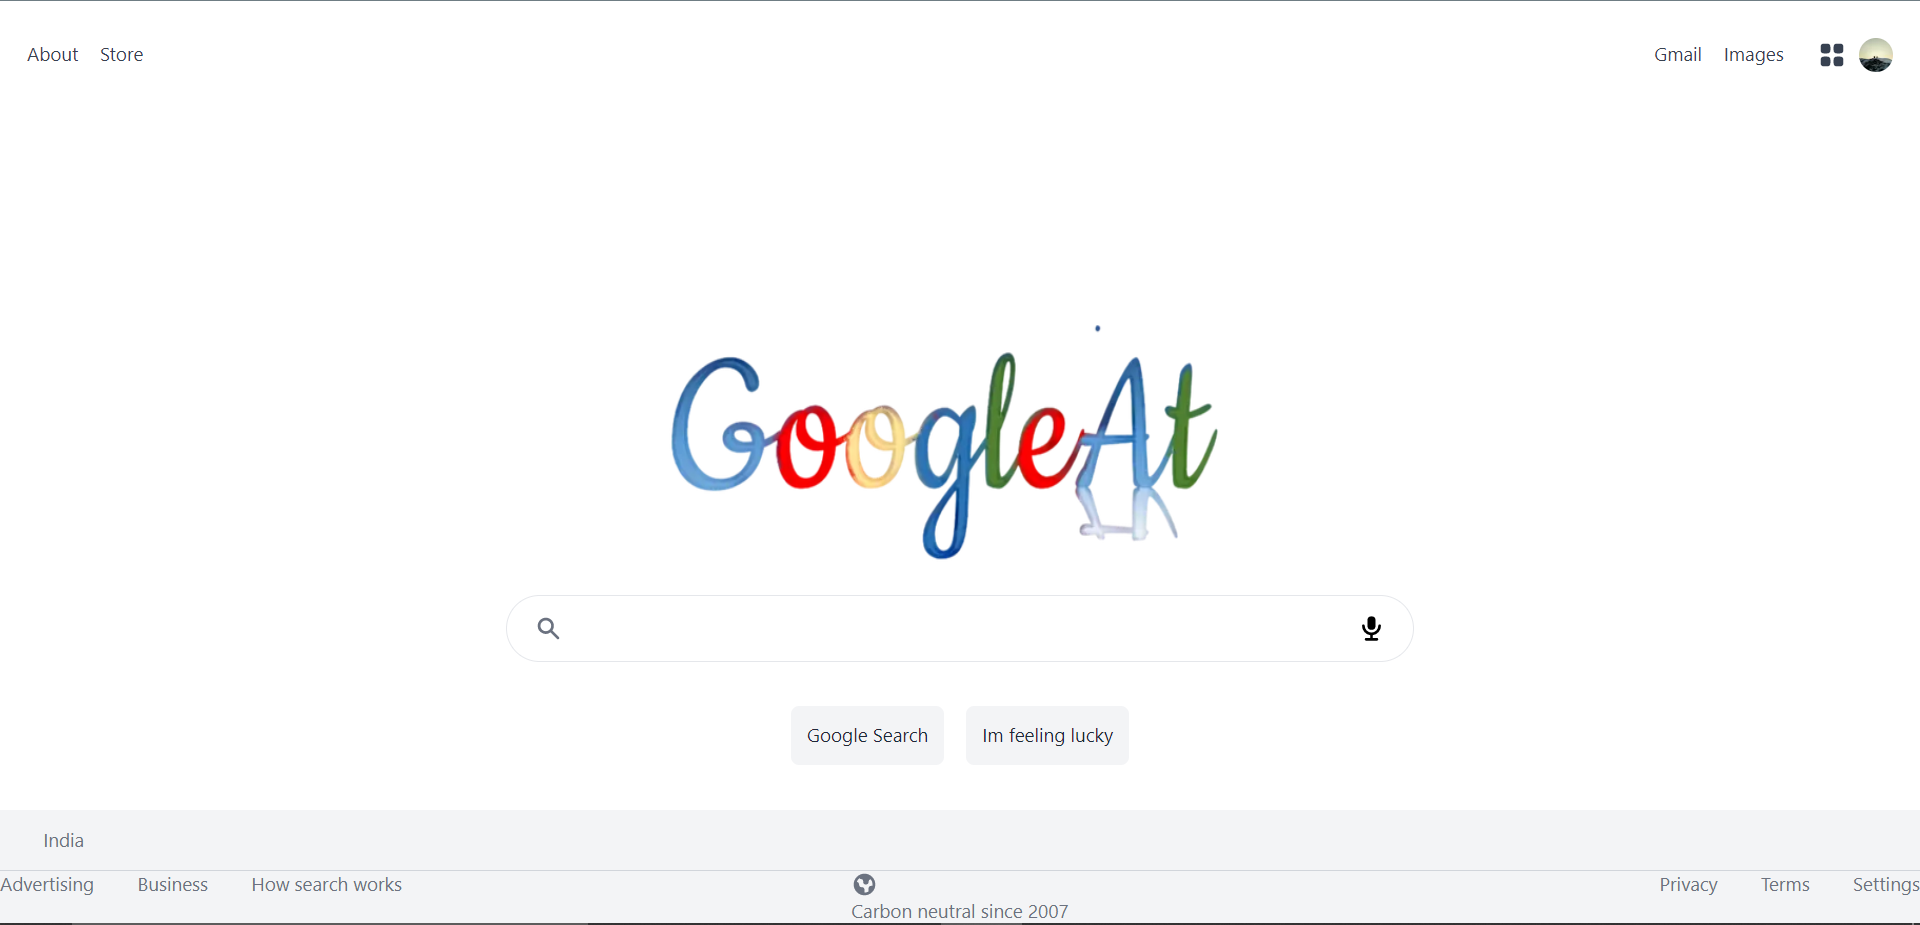 About Store Gmail Images
GoogleAt
Google Search Im feeling lucky
India
Advertising Business How search works Privacy Terms Settings
Carbon neutral since 2007